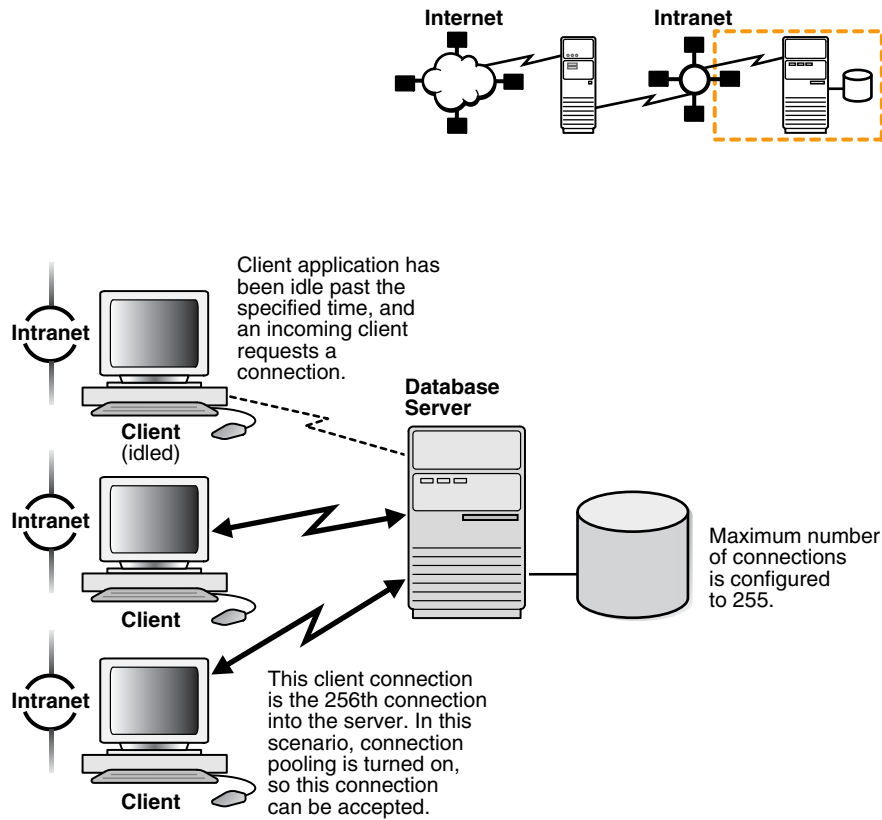 Internet
Intranet
Client application has
been idle past the
specified time, and
an incoming client
requests a
connection.
Intranet
Client
(idled)
Database
Server
Intranet
Client
Maximum number
of connections
is configured
to 255.
Intranet
Client
This client connection
is the 256th connection
into the server. In this
scenario, connection
pooling is turned on,
so this connection
can be accepted.